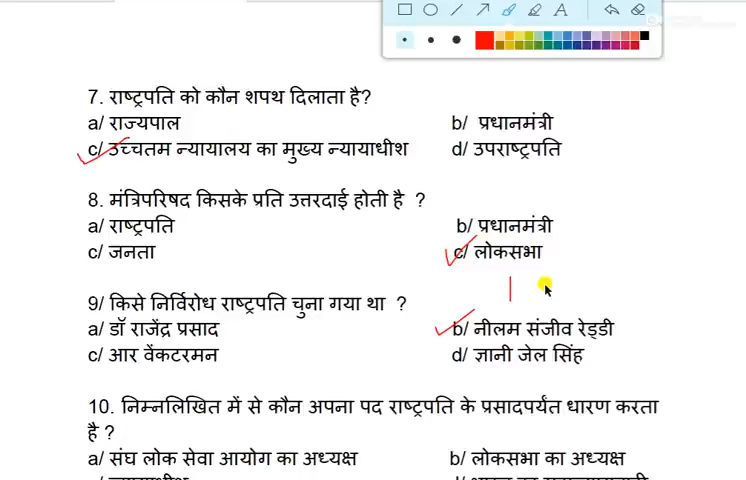 7. राष्ट्रपति को कौन शपथ दिलाता है?
a/ राज्यपाल b/ प्रधानमंत्री
c/ उच्चतम न्यायालय का मुख्य न्यायाधीश d/ उपराष्ट्रपति
8. मंत्रिपरिषद किसके प्रति उत्तरदाई होती है ?
a/ राष्ट्रपति b/ प्रधानमंत्री
c/ जनता c/ लोकसभा
9/ किसे निर्विरोध राष्ट्रपति चुना गया था ?
a/ डॉ राजेंद्र प्रसाद b/ नीलम संजीव रेड्डी
c/ आर वेंकटरमन d/ ज्ञानी जेल सिंह
10. निम्नलिखित में से कौन अपना पद राष्ट्रपति के प्रसादपर्यंत धारण करता
है ?
a/ संघ लोक सेवा आयोग का अध्यक्ष b/ लोकसभा का अध्यक्ष